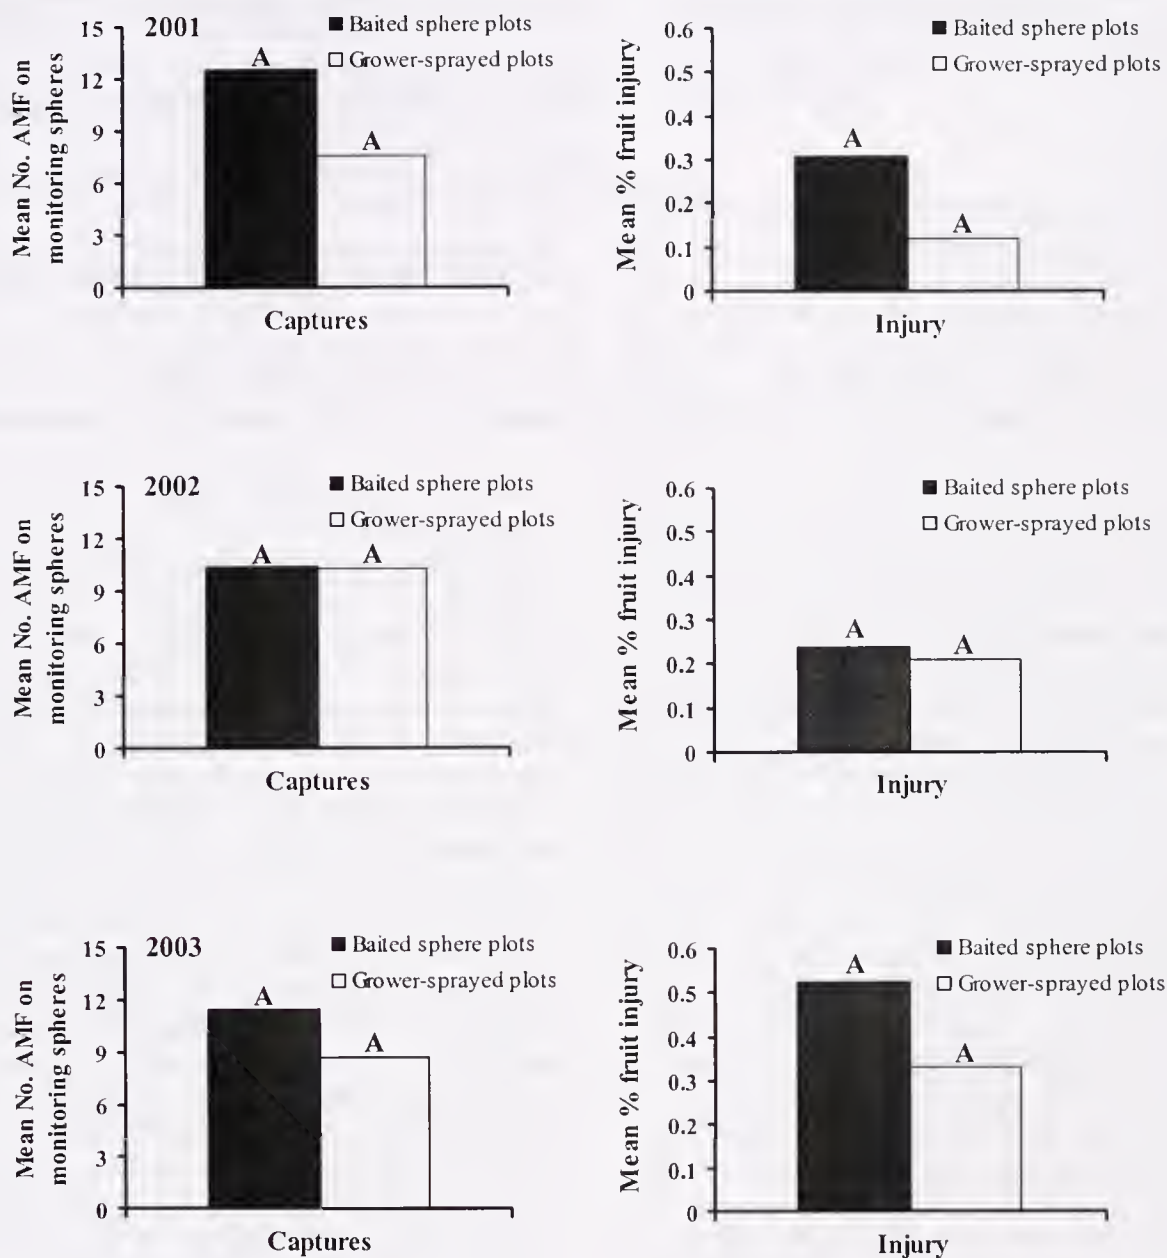 2001
Baited sphere plots
Grower-sprayed plots
Mean No. AMF on
monitoring spheres
15
12
9
6
3
0
A
A
Captures
Baited sphere plots
Grower-sprayed plots
Mean % fruit injury
0.6
0.5
0.4
0.3
0.2
0.1
0
A
A
Injury
2002
Baited sphere plots
Grower-sprayed plots
Mean No. AMF on
monitoring spheres
15
12
9
6
3
0
A
A
Captures
Baited sphere plots
Grower-sprayed plots
Mean % fruit injury
0.6
0.5
0.4
0.3
0.2
0.1
0
A
A
Injury
2003
Baited sphere plots
Grower-sprayed plots
Mean No. AMF on
monitoring spheres
15
12
9
6
3
0
A
A
Captures
Baited sphere plots
Grower-sprayed plots
Mean % fruit injury
0.6
0.5
0.4
0.3
0.2
0.1
0
A
A
Injury